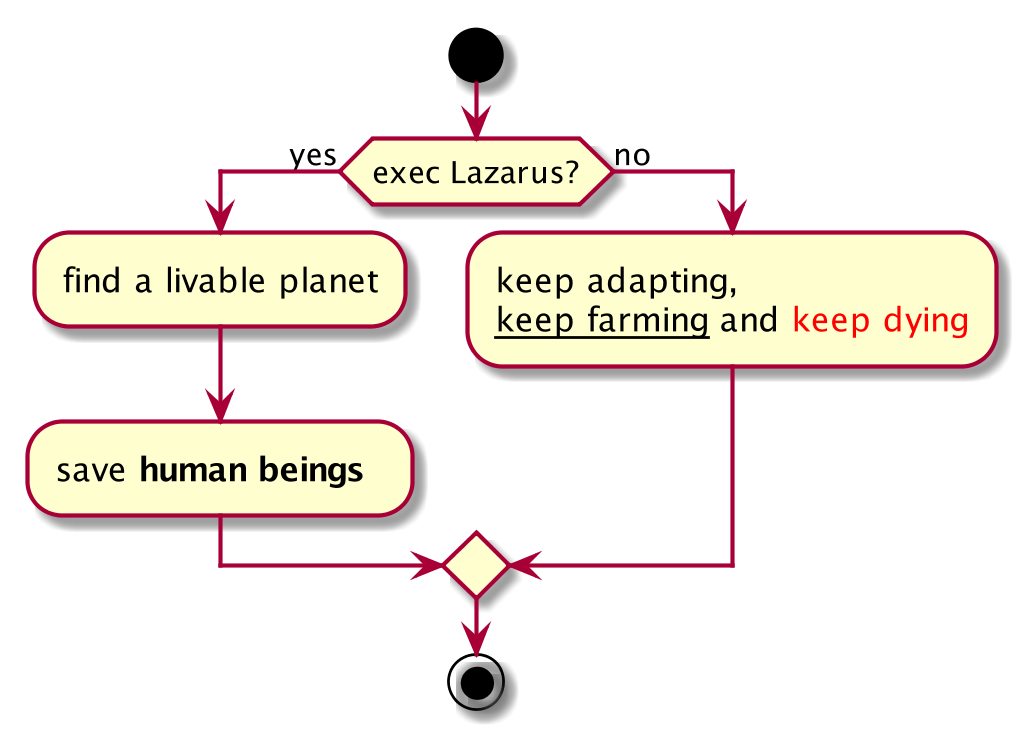 exec Lazarus?
yes
no
find a livable planet
save human beings
keep adapting,
keep farming and keep dying